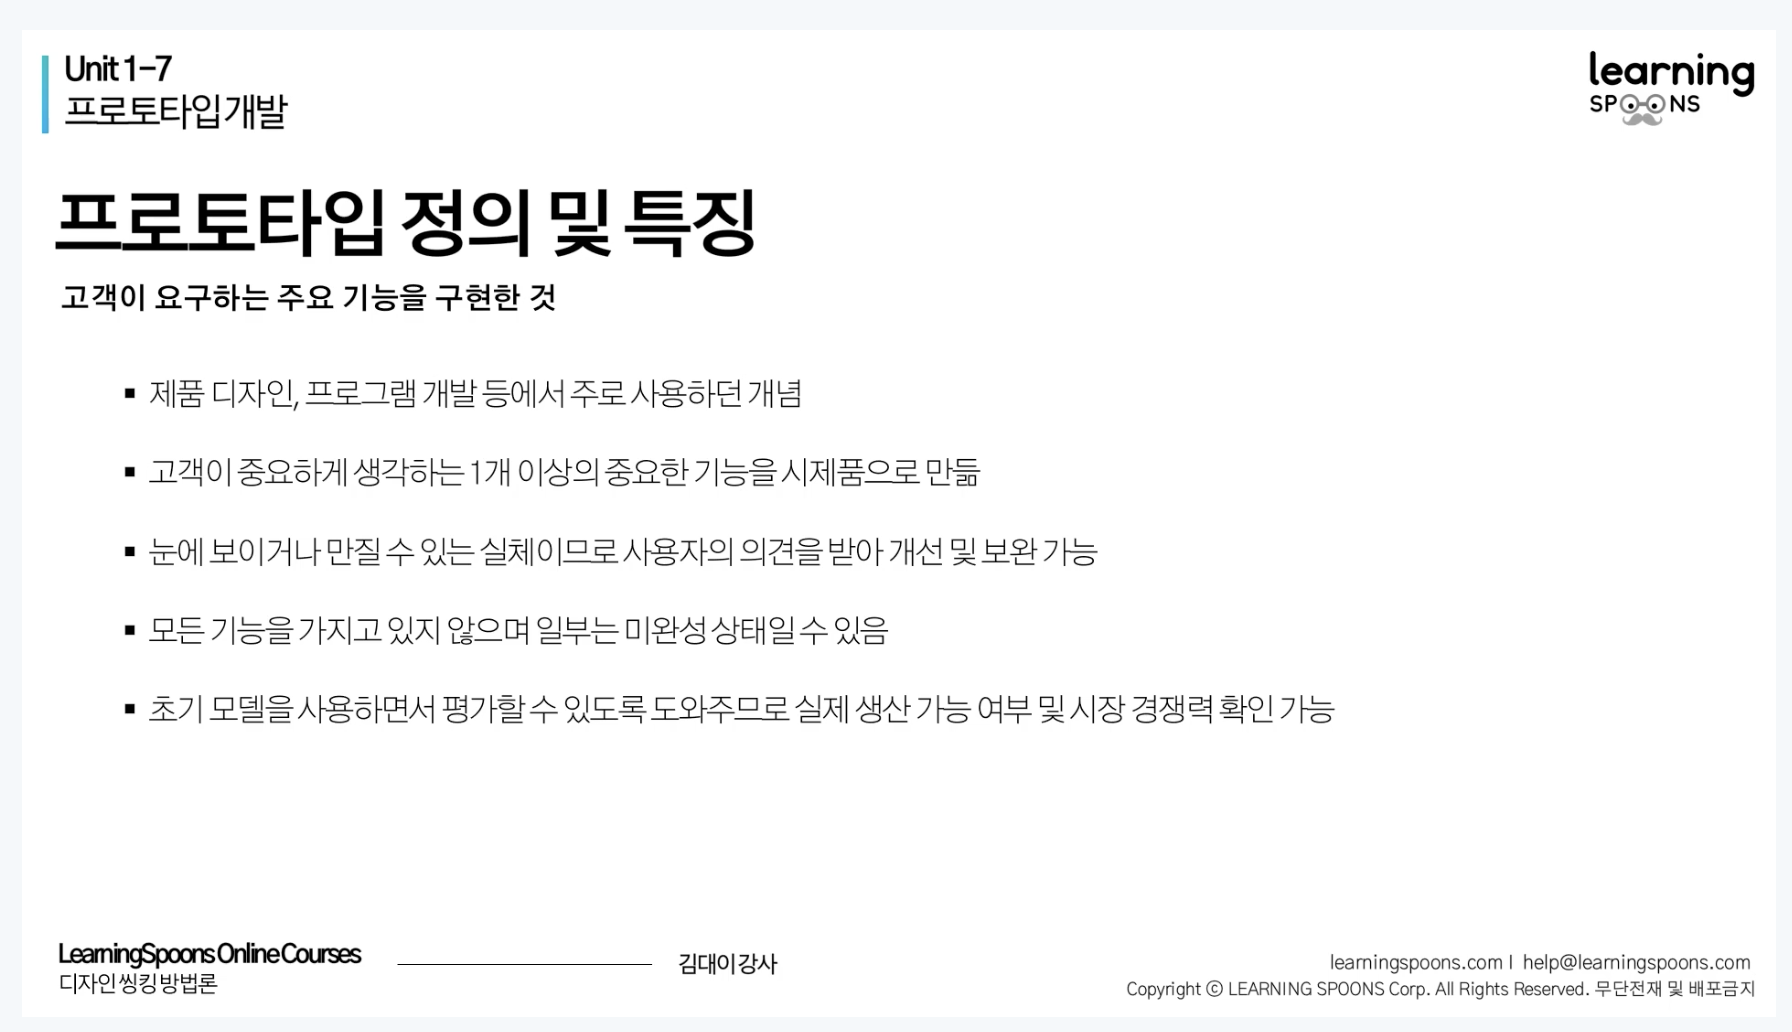 Unit 1-7
프로토타입 개발
learning
SPOONS
프로토타입 정의 및 특징
고객이 요구하는 주요 기능을 구현한 것
▪ 제품 디자인, 프로그램 개발 등에서 주로 사용하던 개념
▪ 고객이 중요하게 생각하는 1개 이상의 중요한 기능을 시제품으로 만듦
▪ 눈에 보이거나 만질 수 있는 실체이므로 사용자의 의견을 받아 개선 및 보완 가능
▪ 모든 기능을 가지고 있지 않으며 일부는 미완성 상태일 수 있음
▪ 초기 모델을 사용하면서 평가할 수 있도록 도와주므로 실제 생산 가능 여부 및 시장 경쟁력 확인 가능
LearningSpoons Online Courses
디자인 씽킹 방법론
김대이 강사
learningspoons.com I help@learningspoons.com
Copyright ⓒ LEARNING SPOONS Corp. All Rights Reserved. 무단전재 및 배포금지